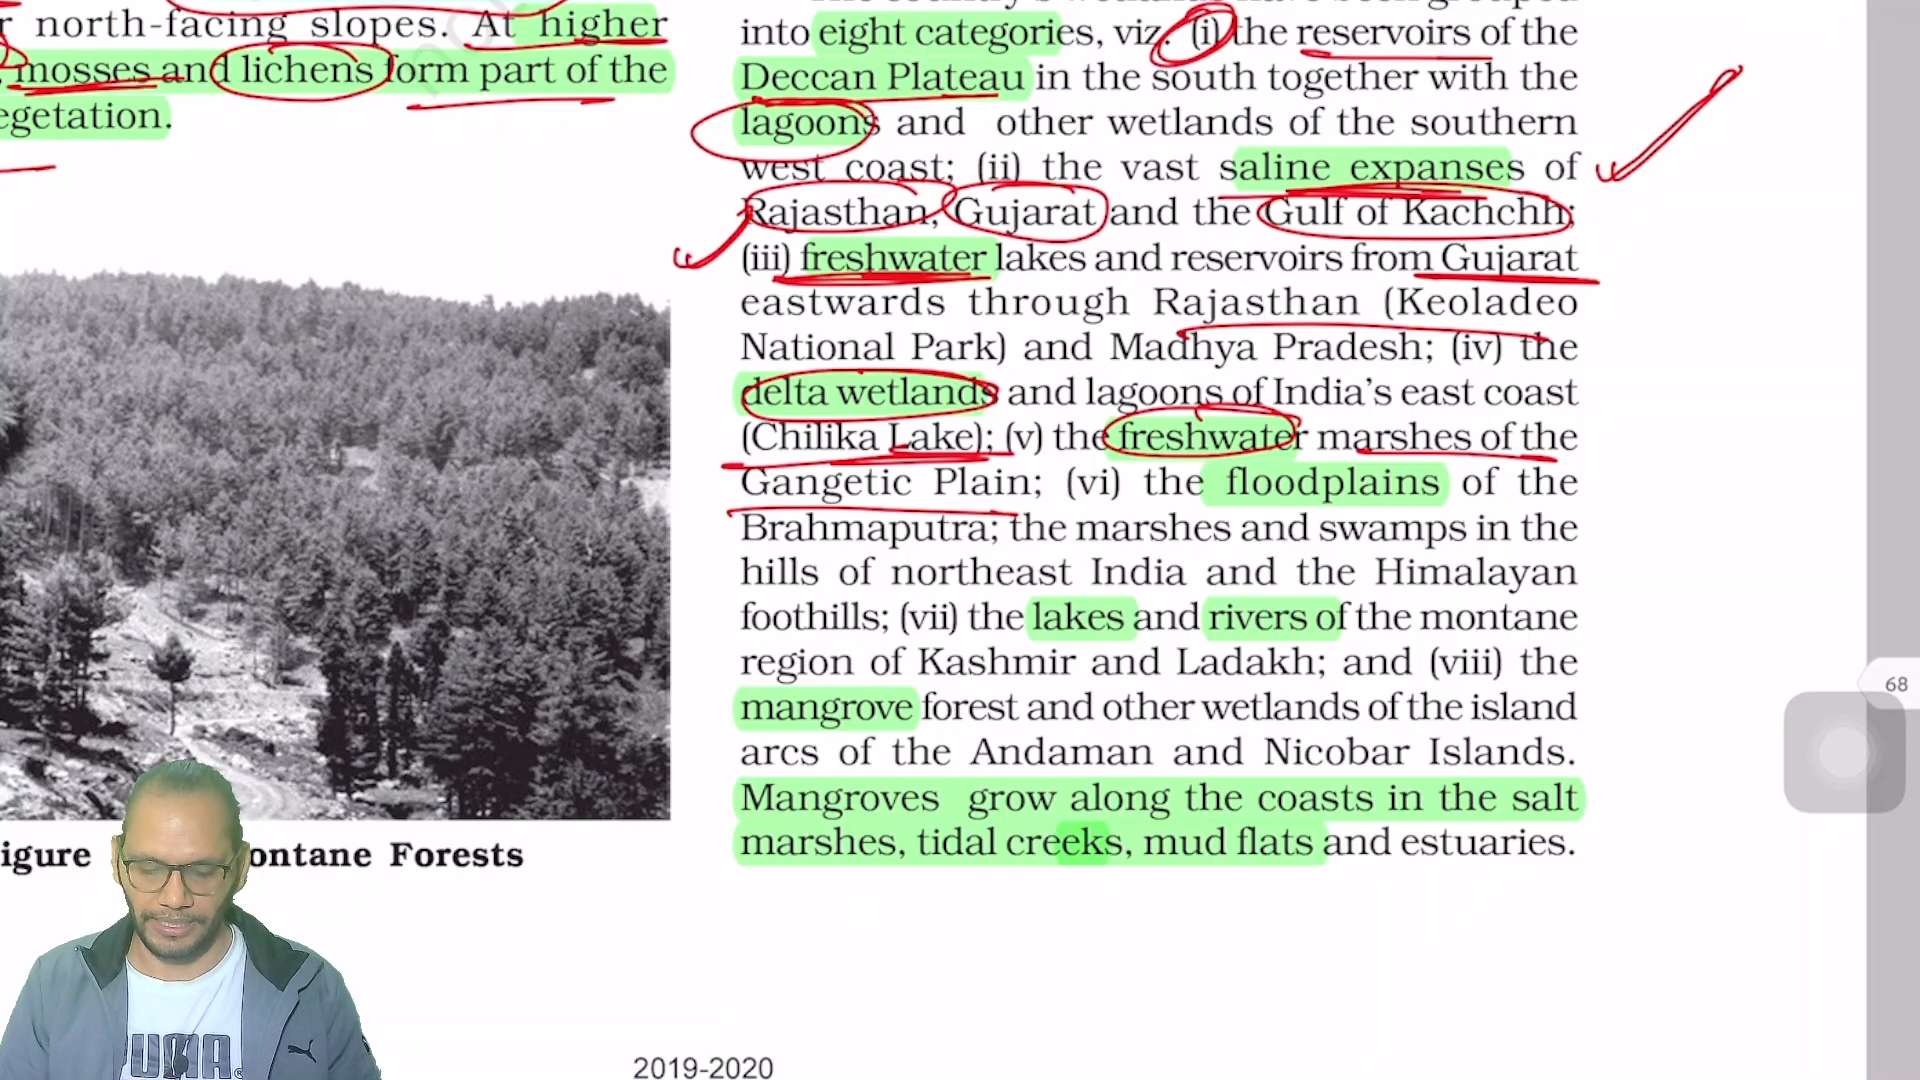 north-facing slopes. At higher
mosses and lichens form part of the
egetation.
igure ontane Forests
into eight categories, viz. (i) the reservoirs of the
Deccan Plateau in the south together with the
lagoons and other wetlands of the southern
west coast; (ii) the vast saline expanses of
Rajasthan, Gujarat and the Gulf of Kachchh;
(iii) freshwater lakes and reservoirs from Gujarat
eastwards through Rajasthan (Keoladeo
National Park) and Madhya Pradesh; (iv) the
delta wetlands and lagoons of India's east coast
(Chilika Lake); (v) the freshwater marshes of the
Gangetic Plain; (vi) the floodplains of the
Brahmaputra; the marshes and swamps in the
hills of northeast India and the Himalayan
foothills; (vii) the lakes and rivers of the montane
region of Kashmir and Ladakh; and (viii) the
mangrove forest and other wetlands of the island
arcs of the Andaman and Nicobar Islands.
Mangroves grow along the coasts in the salt
marshes, tidal creeks, mud flats and estuaries.
68
PUMA
2019-2020